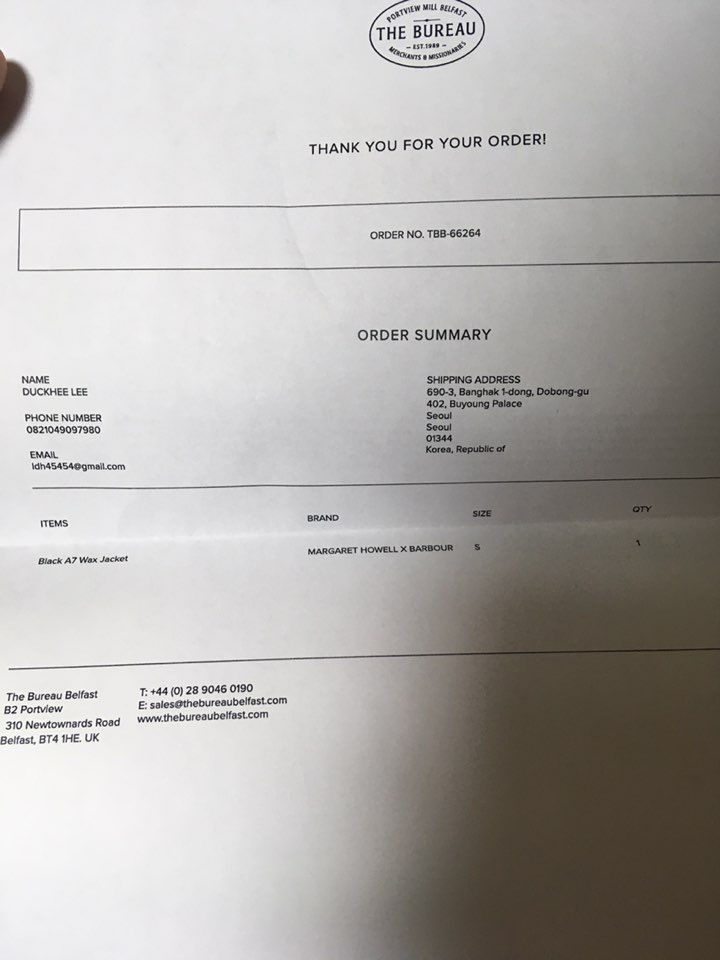 PORTVIEW MILL BELFAST
THE BUREAU
– EST. 1989 –
MERCHANTS & MISSIONARIES
THANK YOU FOR YOUR ORDER!
ORDER NO. TBB-66264
ORDER SUMMARY
NAME
DUCKHEE LEE
PHONE NUMBER
0821049097980
EMAIL
ldh45454@gmail.com
SHIPPING ADDRESS
690-3, Banghak 1-dong, Dobong-gu
402, Buyoung Palace
Seoul
Seoul
01344
Korea, Republic of
ITEMS BRAND SIZE QTY
Black A7 Wax Jacket MARGARET HOWELL X BARBOUR S 1
The Bureau Belfast
B2 Portview
310 Newtownards Road
Belfast, BT4 1HE. UK
T: +44 (0) 28 9046 0190
E: sales@thebureaubelfast.com
www.thebureaubelfast.com